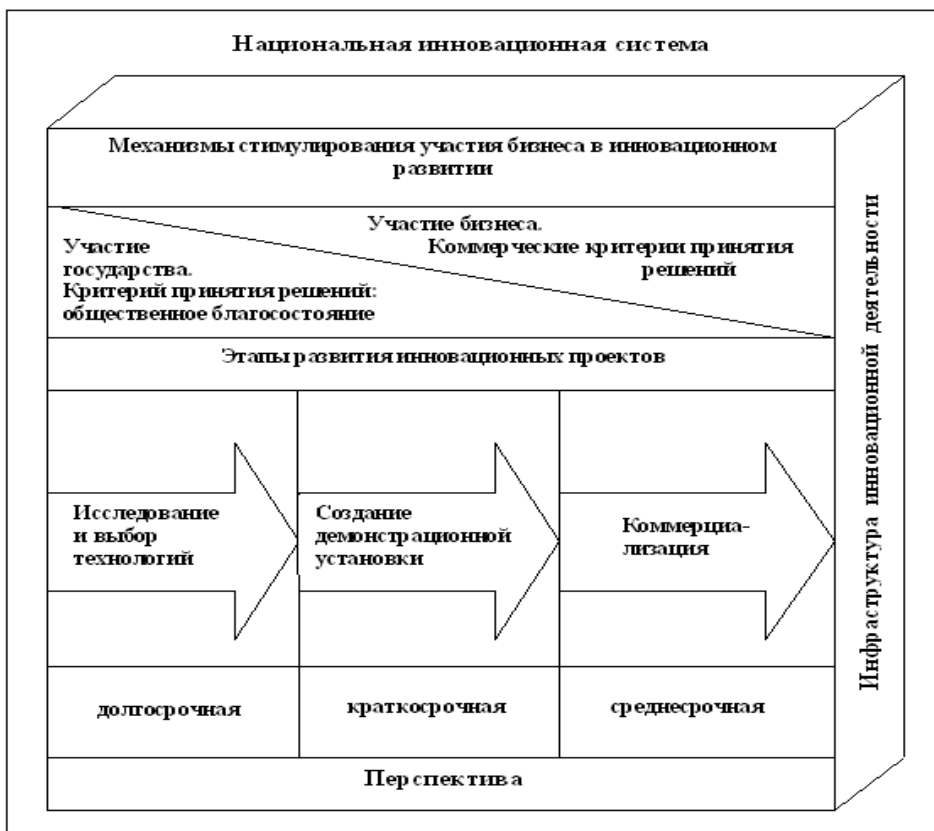 Национальная инновационная система
Механизмы стимулирования участия бизнеса в инновационном
развитии
Участие бизнеса.
Коммерческие критерии принятия
решений
Участие
государства.
Критерий принятия решений:
общественное благосостояние
Этапы развития инновационных проектов
Исследование
и выбор
технологий
Создание
демонстрационной
установки
Коммерциа-
лизация
долгосрочная
краткосрочная
среднесрочная
Перспектива
Инфраструктура инновационной деятельности